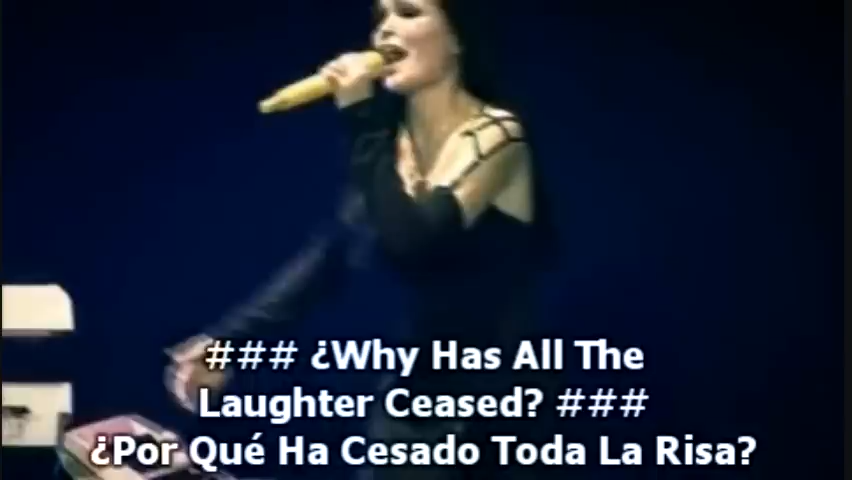 ### ¿Why Has All The
Laughter Ceased? ###
¿Por Qué Ha Cesado Toda La Risa?